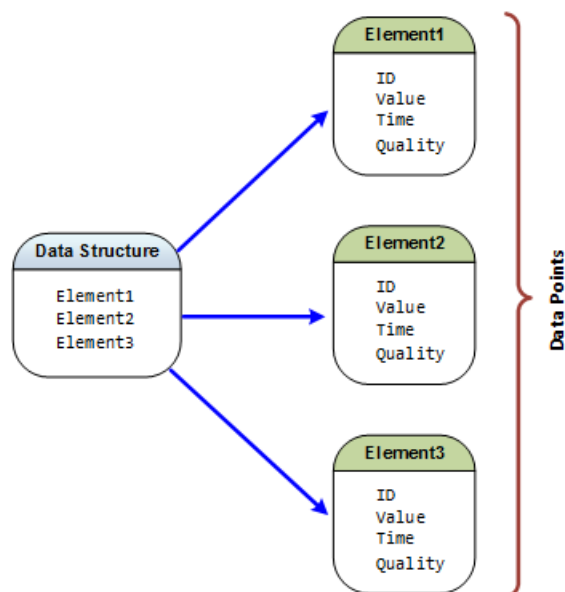 Element1
ID
Value
Time
Quality
Data Structure
Element1
Element2
Element3
Element2
ID
Value
Time
Quality
Element3
ID
Value
Time
Quality
Data Points